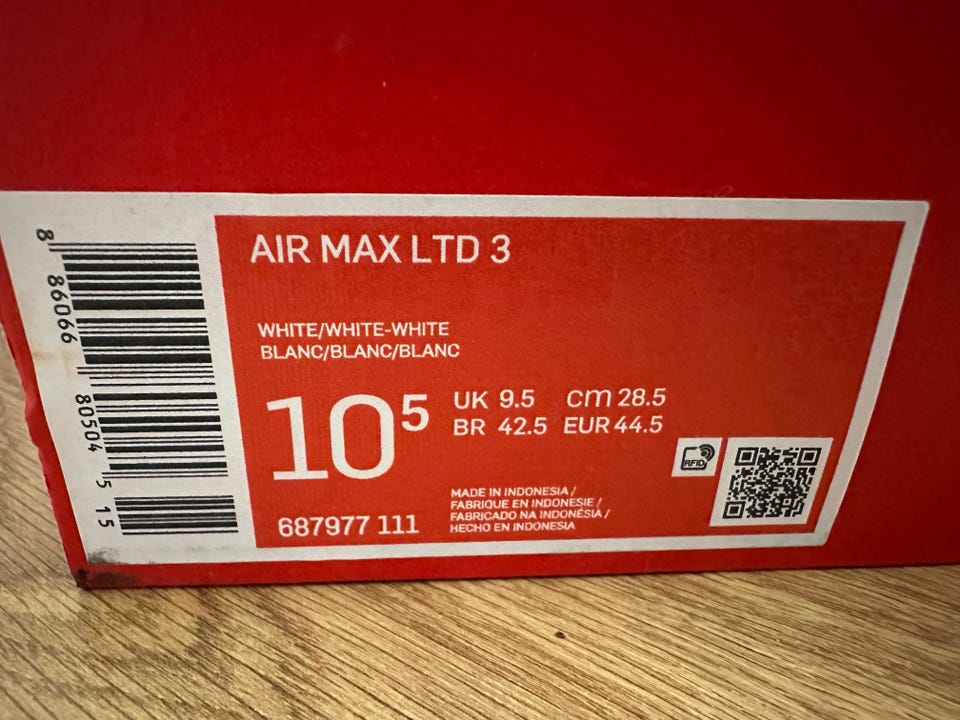 AIR MAX LTD 3
WHITE/WHITE-WHITE
BLANC/BLANC/BLANC
10⁵
UK 9.5 cm 28.5
BR 42.5 EUR 44.5
687977 111
MADE IN INDONESIA /
FABRIQUE EN INDONESIE /
FABRICADO NA INDONÉSIA /
HECHO EN INDONESIA
RFID
8 86066 80504 5 15